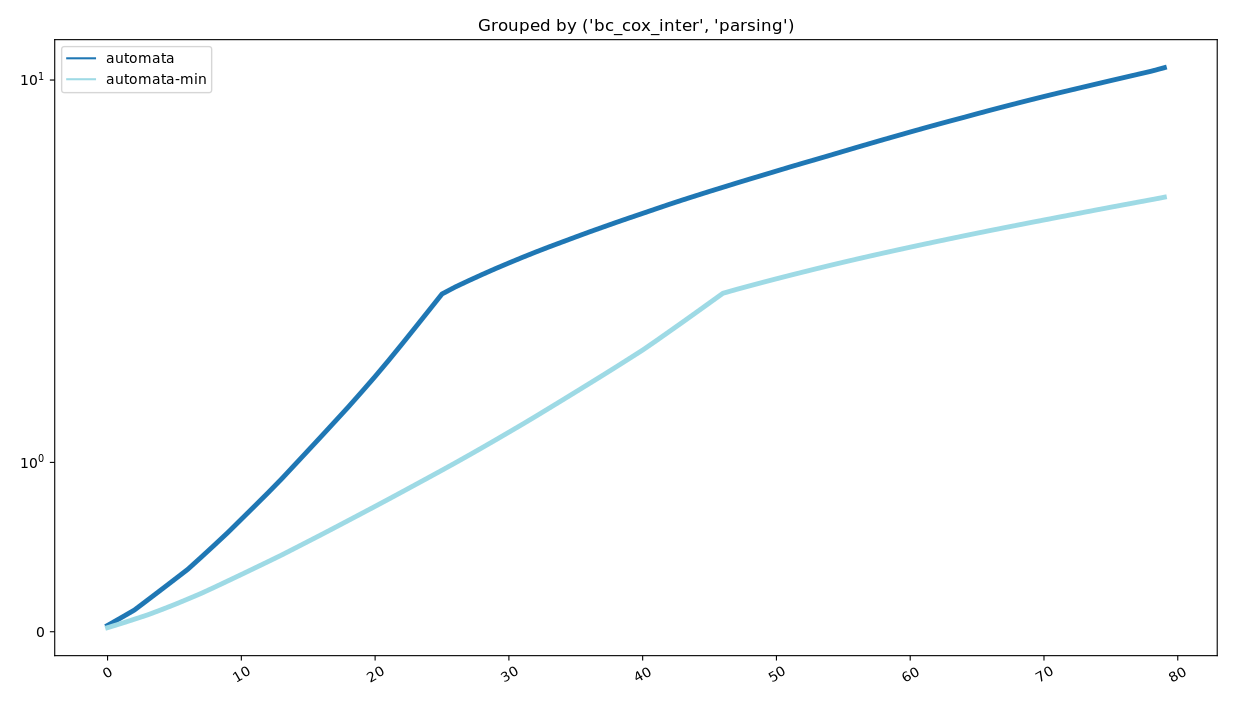 Grouped by ('bc_cox_inter', 'parsing')
automata
automata-min
10¹
10⁰
0
0 10 20 30 40 50 60 70 80